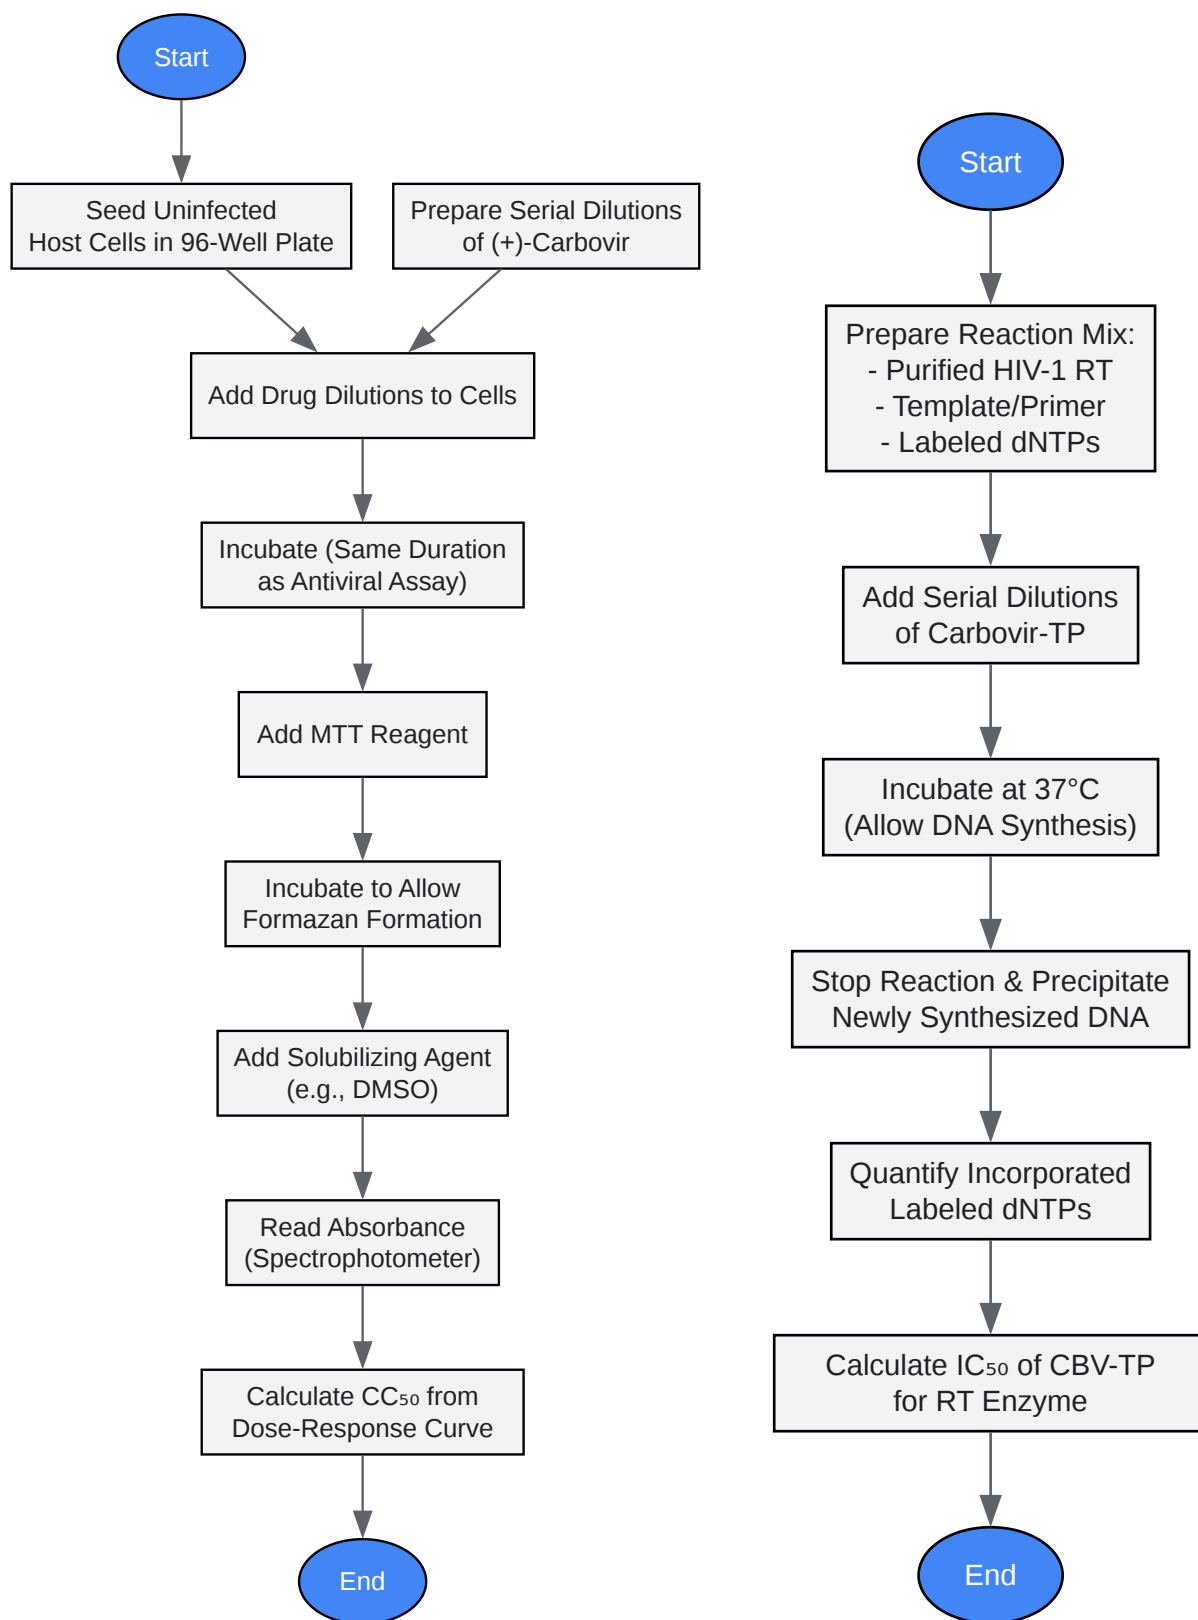 Start
Seed Uninfected
Host Cells in 96-Well Plate
Prepare Serial Dilutions
of (+)-Carbovir
Add Drug Dilutions to Cells
Incubate (Same Duration
as Antiviral Assay)
Add MTT Reagent
Incubate to Allow
Formazan Formation
Add Solubilizing Agent
(e.g., DMSO)
Read Absorbance
(Spectrophotometer)
Calculate CC₅₀ from
Dose-Response Curve
End
Start
Prepare Reaction Mix:
- Purified HIV-1 RT
- Template/Primer
- Labeled dNTPs
Add Serial Dilutions
of Carbovir-TP
Incubate at 37°C
(Allow DNA Synthesis)
Stop Reaction & Precipitate
Newly Synthesized DNA
Quantify Incorporated
Labeled dNTPs
Calculate IC₅₀ of CBV-TP
for RT Enzyme
End